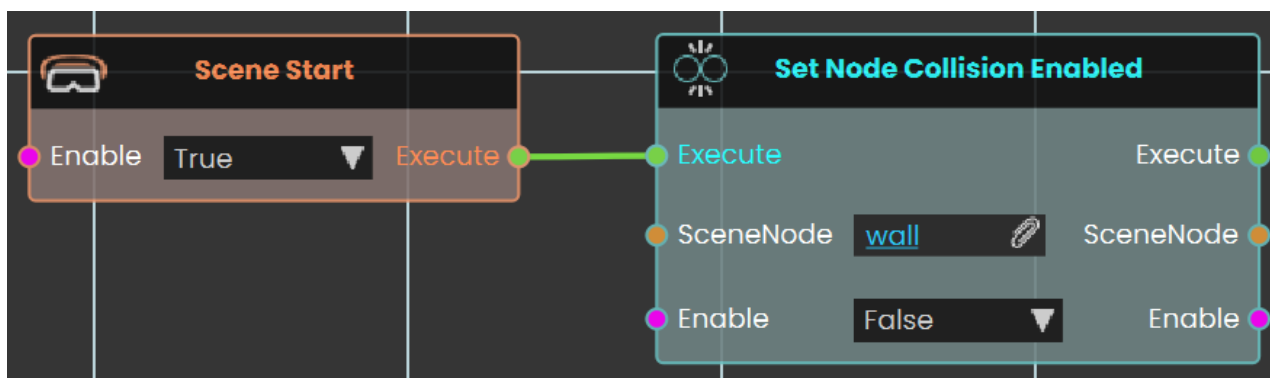 Scene Start
Enable True Execute
Set Node Collision Enabled
Execute Execute
SceneNode wall SceneNode
Enable False Enable